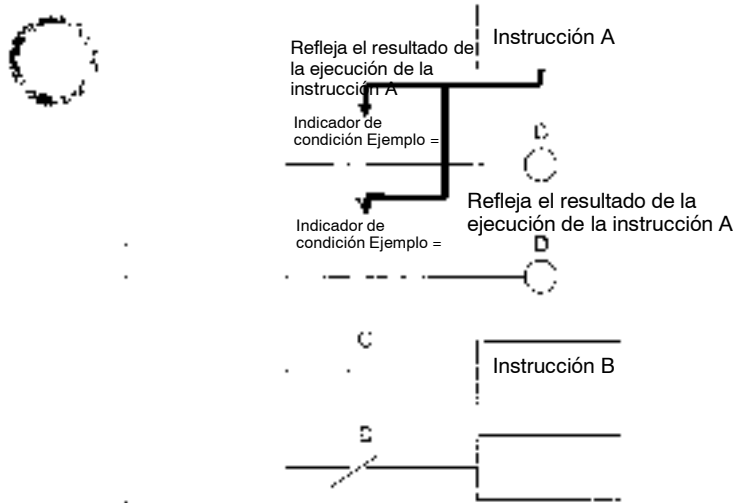 Instrucción A
Refleja el resultado de
la ejecución de la
instrucción A
Indicador de
condición Ejemplo =
D
Refleja el resultado de la
ejecución de la instrucción A
Indicador de
condición Ejemplo =
D
C
Instrucción B
D